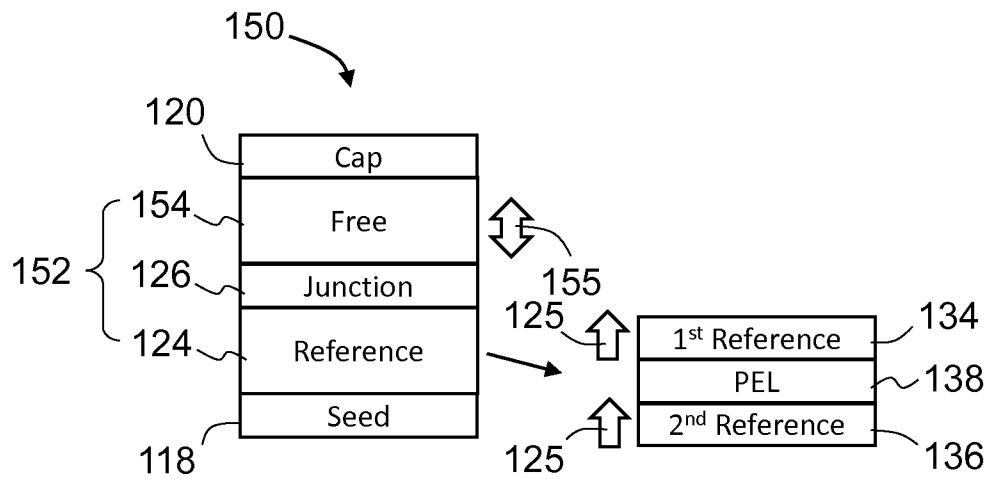 150
120
Cap
154
Free
152
126
Junction
155
125
1st Reference
134
124
Reference
PEL
138
Seed
125
2nd Reference
118
136